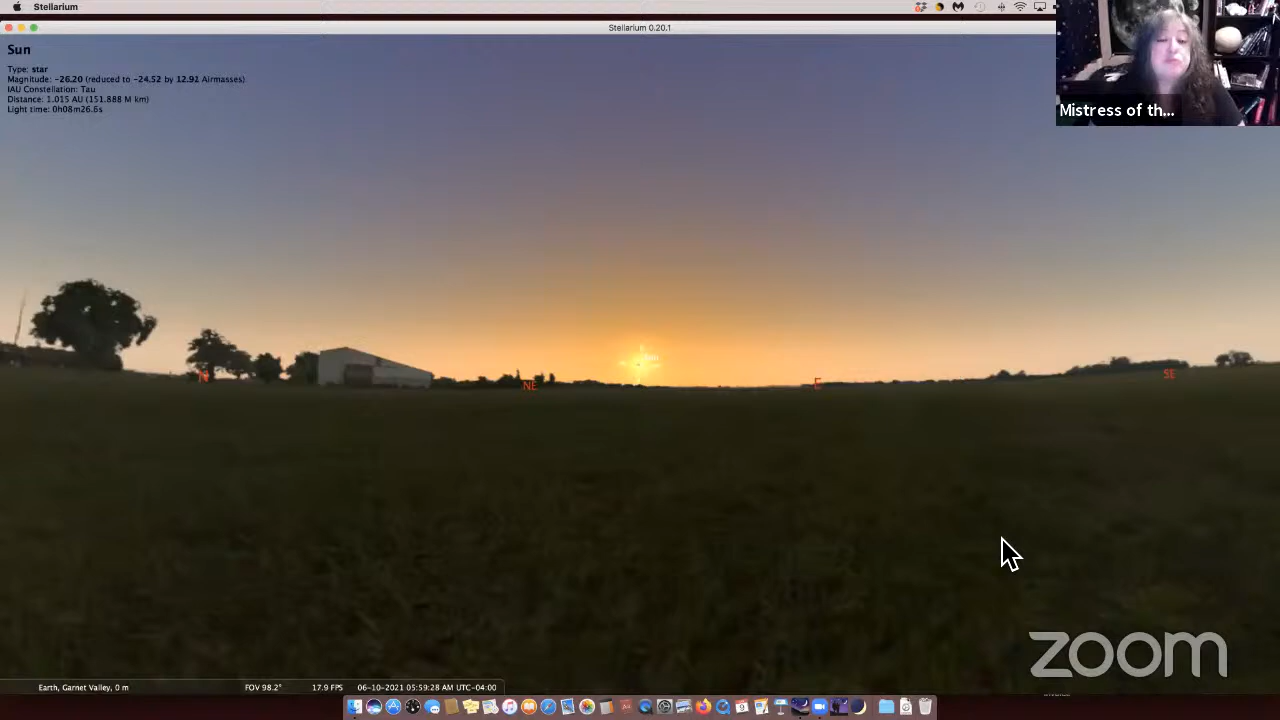 Stellarium
Stellarium 0.20.1
Sun
Type: star
Magnitude: -26.20 (reduced to -24.52 by 12.92 Airmasses)
IAU Constellation: Tau
Distance: 1.015 AU (151.888 M km)
Light time: 0h08m26.6s
Mistress of th...
Sun
N
NE
E
SE
zoom
Earth, Garnet Valley, 0 m
FOV 98.2°
17.9 FPS
06-10-2021 05:59:28 AM UTC-04:00